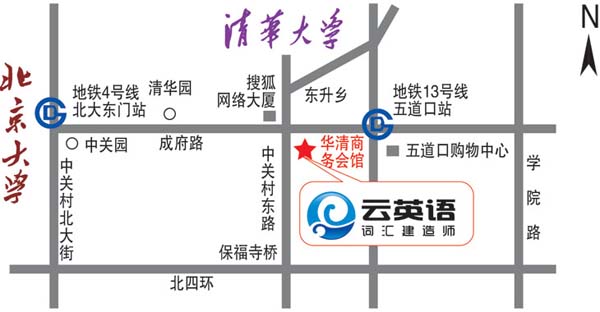 清華大学
N
北京大学
地铁4号线
北大东门站
清华园
搜狐
网络大厦
东升乡
地铁13号线
五道口站
中关园
成府路
华清商
务会馆
五道口购物中心
中关村北大街
中关村东路
学院路
云英语
词汇建造师
保福寺桥
北四环